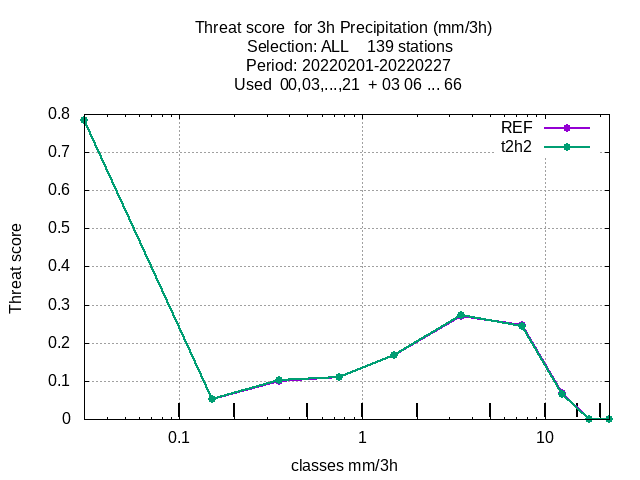 Threat score  for 3h Precipitation (mm/3h)
Selection: ALL    139 stations
Period: 20220201-20220227
Used  00,03,...,21  + 03 06 ... 66
REF
t2h2
0.8
0.7
0.6
0.5
0.4
0.3
0.2
0.1
0
Threat score
0.1 1 10
classes mm/3h